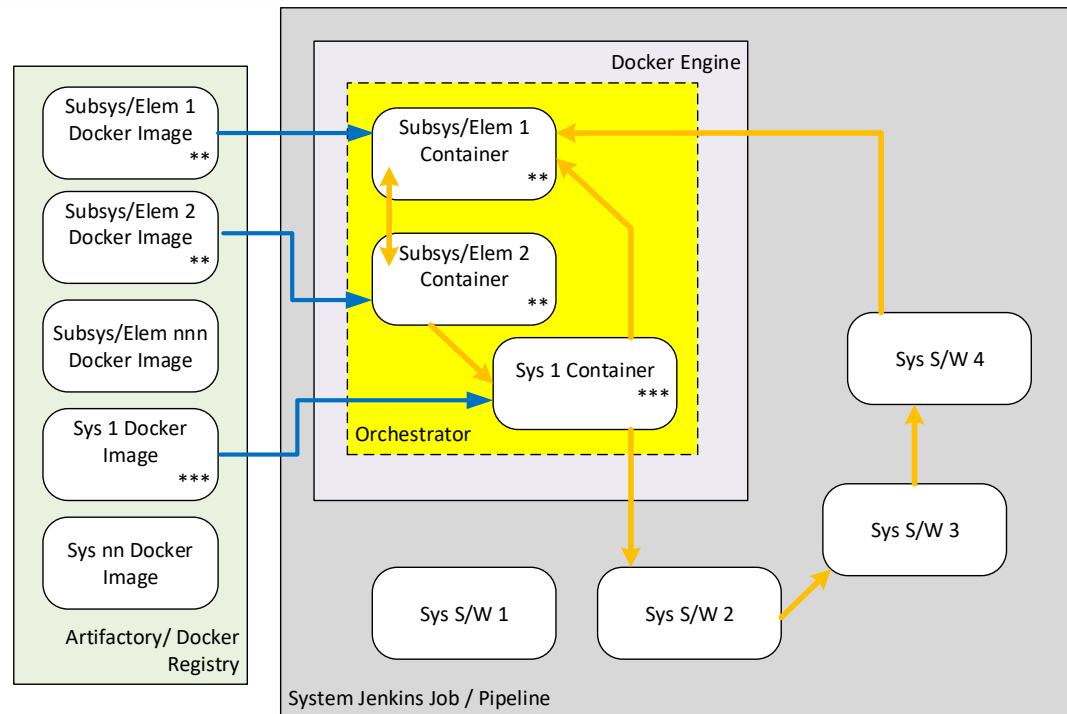 Subsys/Elem 1
Docker Image
**
Subsys/Elem 2
Docker Image
**
Subsys/Elem nnn
Docker Image
Sys 1 Docker
Image
***
Sys nn Docker
Image
Artifactory/ Docker
Registry
Docker Engine
Subsys/Elem 1
Container
**
Subsys/Elem 2
Container
**
Sys 1 Container
***
Orchestrator
Sys S/W 4
Sys S/W 3
Sys S/W 1
Sys S/W 2
System Jenkins Job / Pipeline